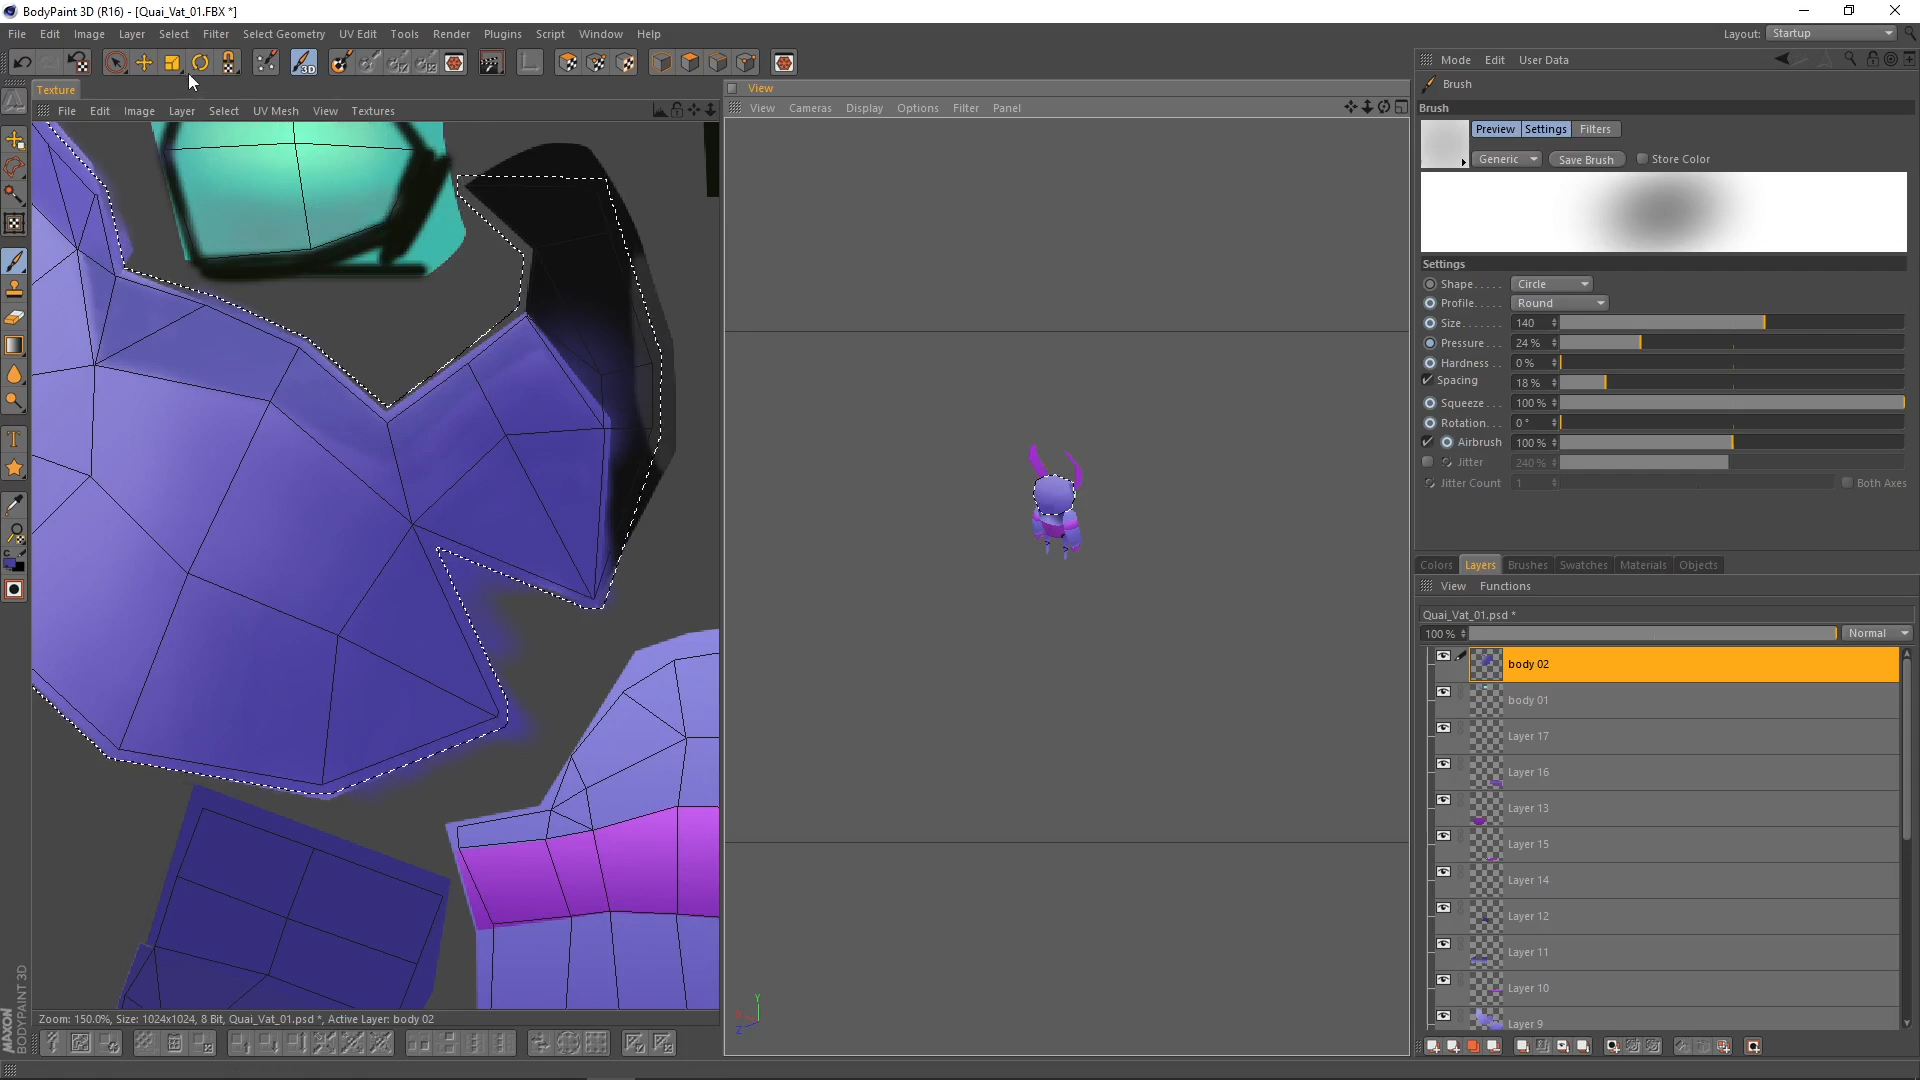 BodyPaint 3D (R16) - [Quai_Vat_01.FBX *]
File Edit Image Layer Select Filter Select Geometry UV Edit Tools Render Plugins Script Window Help
Layout: Startup
Texture
File Edit Image Layer Select UV Mesh View Textures
View
View Cameras Display Options Filter Panel
Mode Edit User Data
Brush
Brush
Preview Settings Filters
Generic Save Brush Store Color
Settings
Shape..... Circle
Profile..... Round
Size....... 140
Pressure... 24 %
Hardness.. 0 %
Spacing 18 %
Squeeze... 100 %
Rotation... 0 °
Airbrush 100 %
Jitter 240 %
Jitter Count 1 Both Axes
Colors Layers Brushes Swatches Materials Objects
View Functions
Quai_Vat_01.psd *
100 % Normal
body 02
body 01
Layer 17
Layer 16
Layer 13
Layer 15
Layer 14
Layer 12
Layer 11
Layer 10
Layer 9
Y
X
Z
Zoom: 150.0%, Size: 1024x1024, 8 Bit, Quai_Vat_01.psd *, Active Layer: body 02
MAXON
BODYPAINT 3D